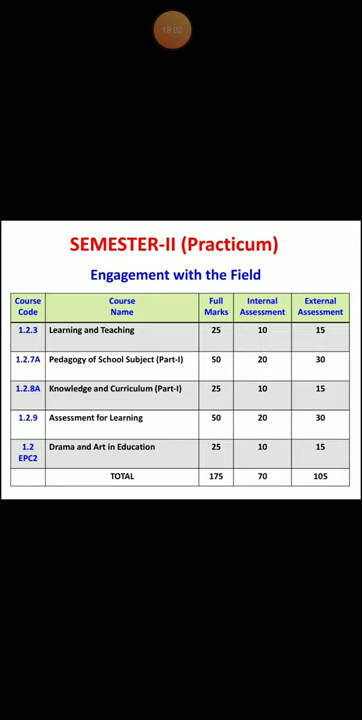 18:02
SEMESTER-II (Practicum)
Engagement with the Field
Course Code Course Name Full Marks Internal Assessment External Assessment
1.2.3 Learning and Teaching 25 10 15
1.2.7A Pedagogy of School Subject (Part-I) 50 20 30
1.2.8A Knowledge and Curriculum (Part-I) 25 10 15
1.2.9 Assessment for Learning 50 20 30
1.2 EPC2 Drama and Art in Education 25 10 15
TOTAL 175 70 105